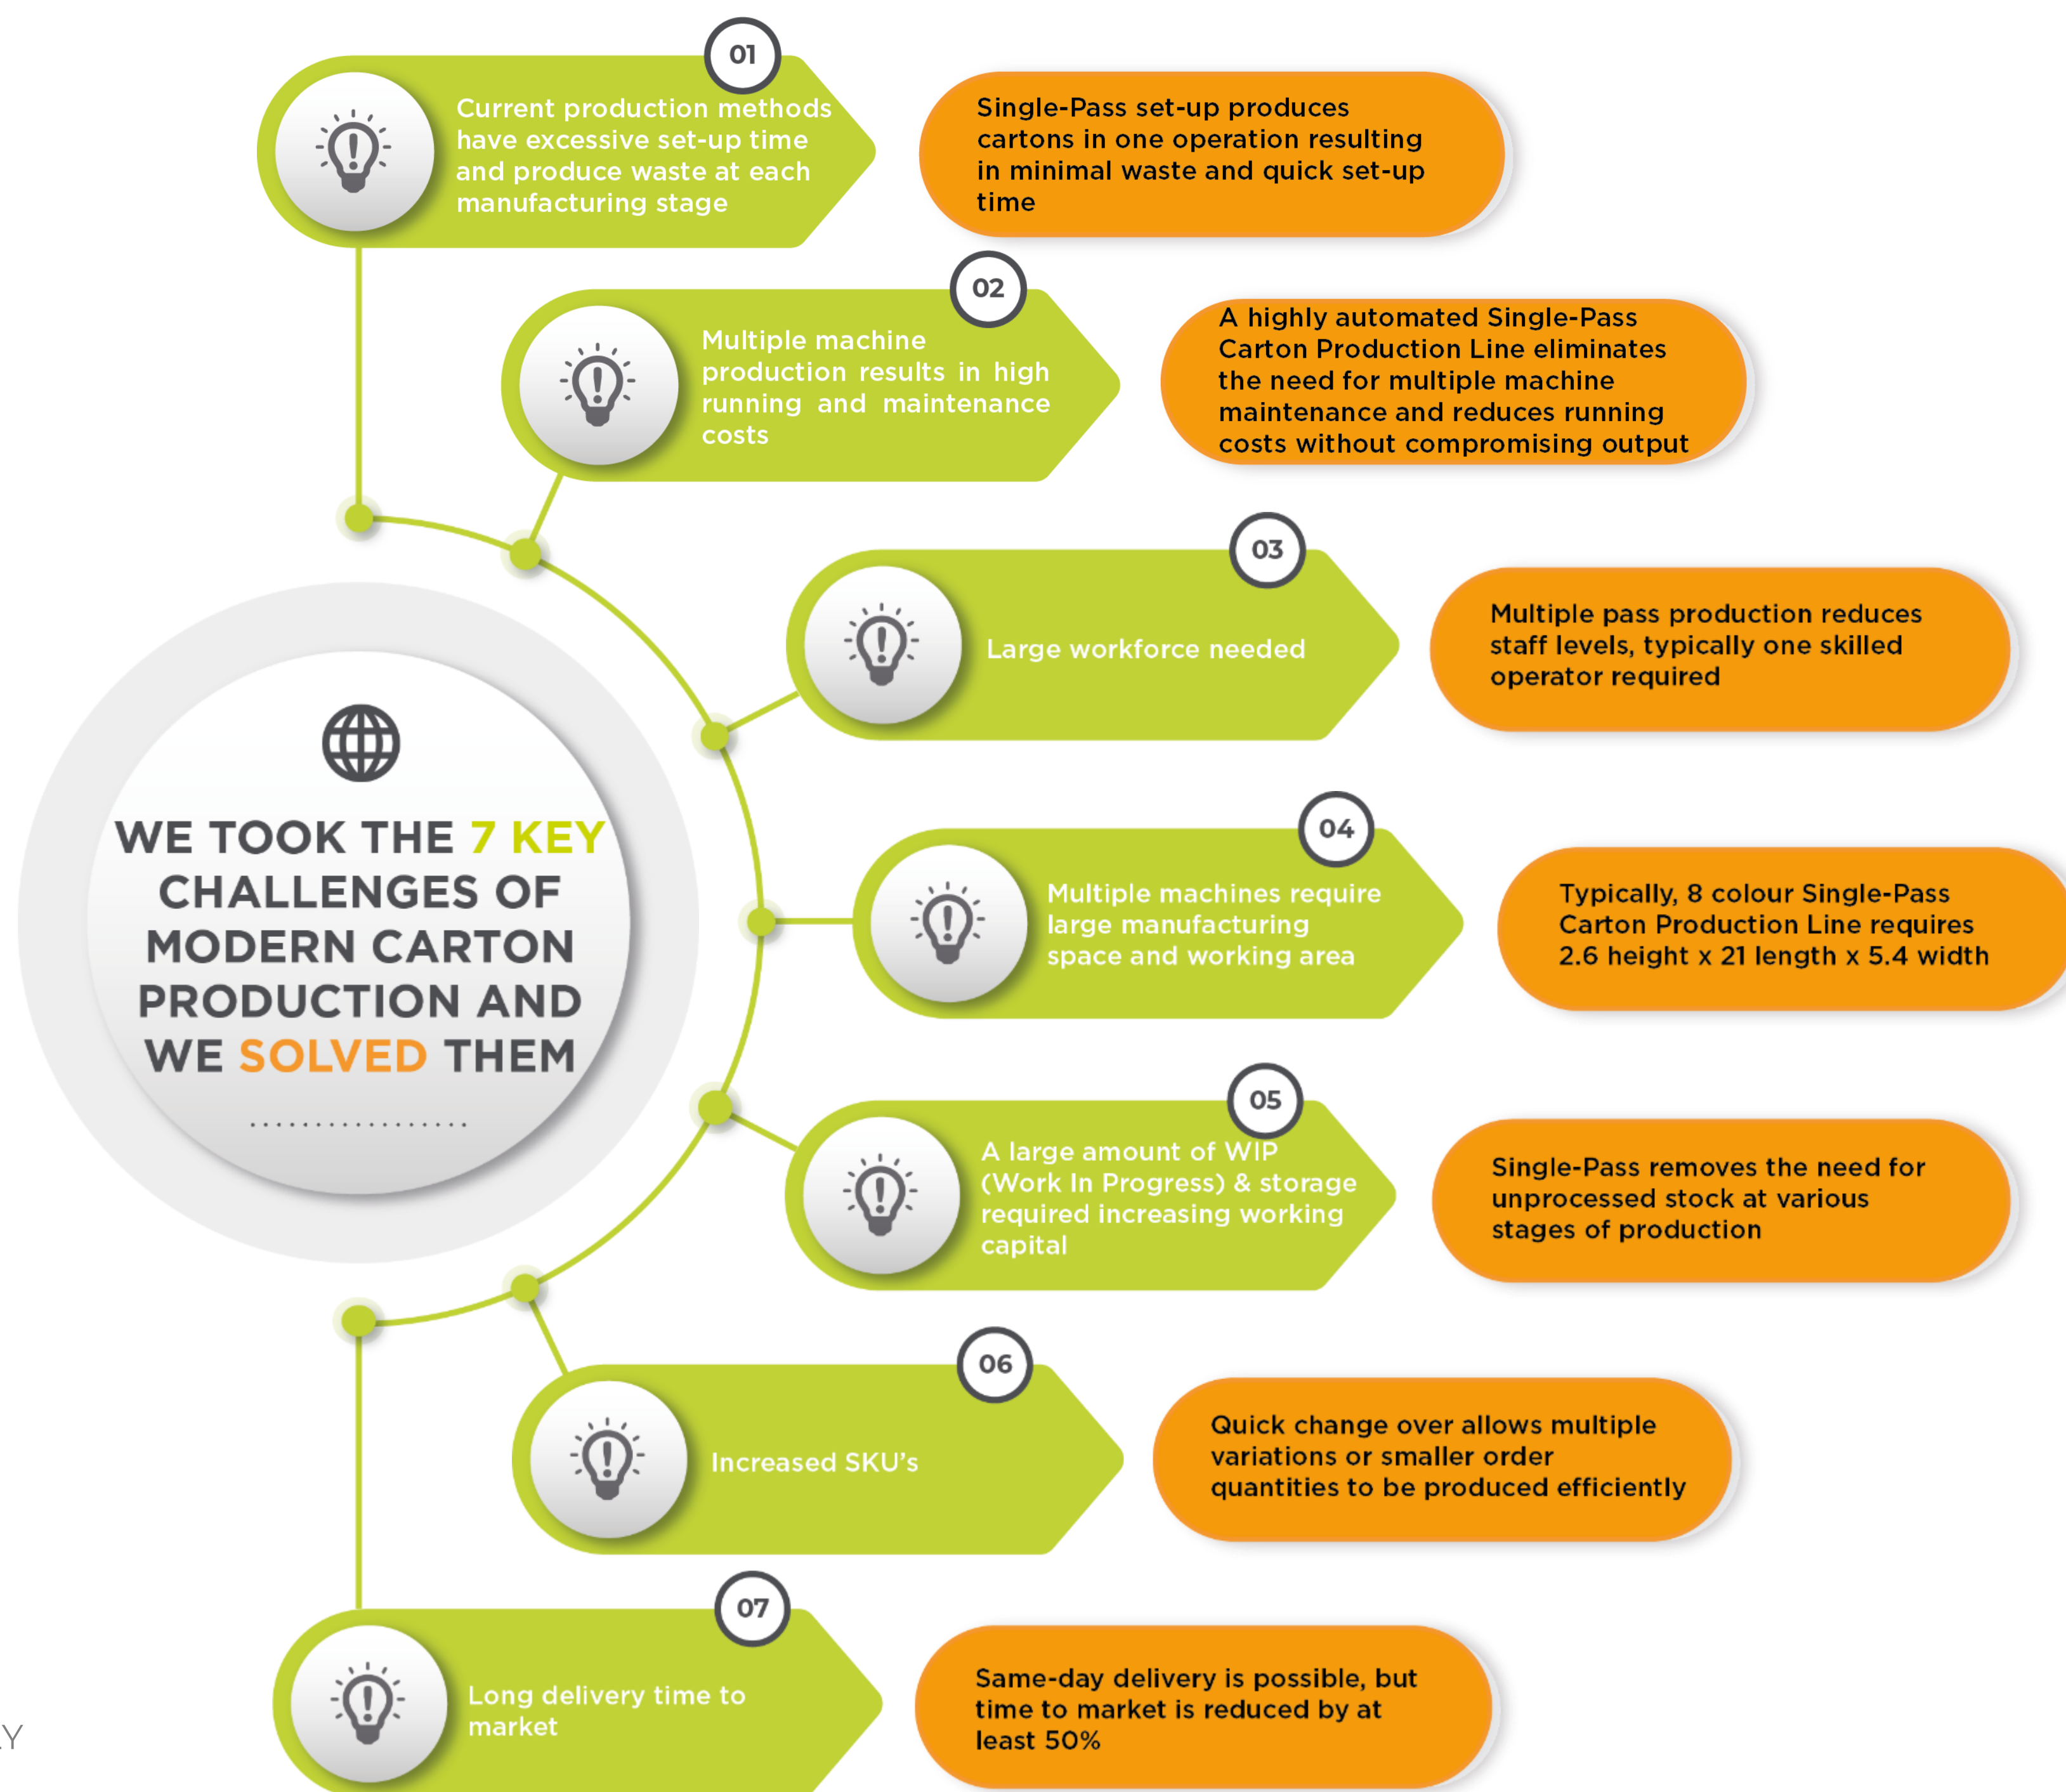 01
Current production methods
have excessive set-up time
and produce waste at each
manufacturing stage
Single-Pass set-up produces
cartons in one operation resulting
in minimal waste and quick set-up
time
02
Multiple machine
production results in high
running and maintenance
costs
A highly automated Single-Pass
Carton Production Line eliminates
the need for multiple machine
maintenance and reduces running
costs without compromising output
03
Large workforce needed
Multiple pass production reduces
staff levels, typically one skilled
operator required
WE TOOK THE 7 KEY
CHALLENGES OF
MODERN CARTON
PRODUCTION AND
WE SOLVED THEM
04
Multiple machines require
large manufacturing
space and working area
Typically, 8 colour Single-Pass
Carton Production Line requires
2.6 height x 21 length x 5.4 width
05
A large amount of WIP
(Work In Progress) & storage
required increasing working
capital
Single-Pass removes the need for
unprocessed stock at various
stages of production
06
Increased SKU's
Quick change over allows multiple
variations or smaller order
quantities to be produced efficiently
07
Long delivery time to
market
Same-day delivery is possible, but
time to market is reduced by at
least 50%